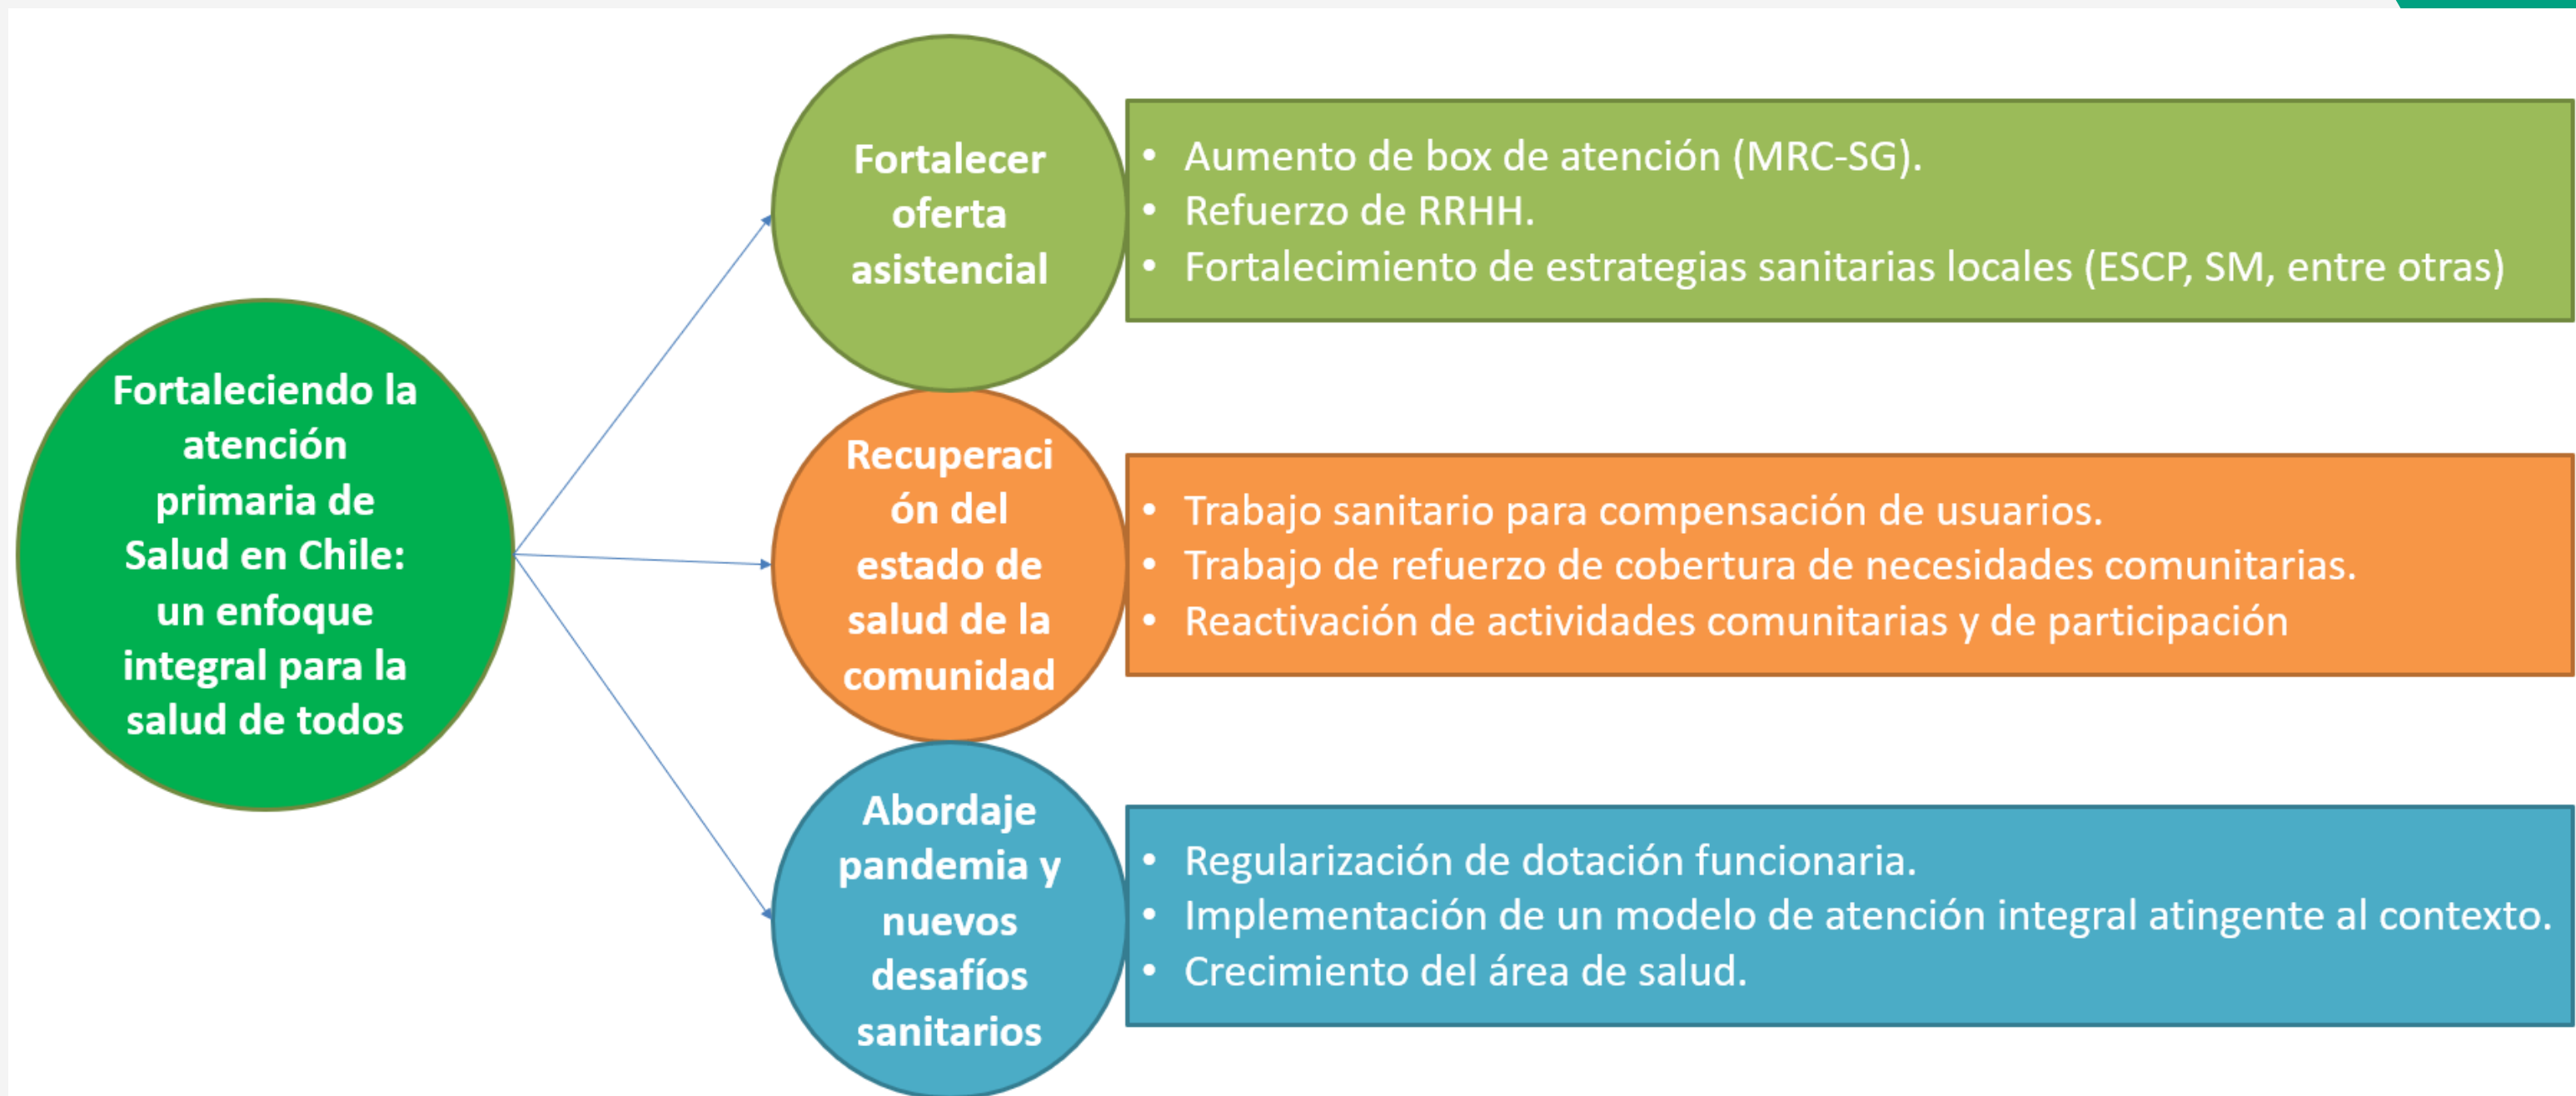 Fortaleciendo la
atención
primaria de
Salud en Chile:
un enfoque
integral para la
salud de todos
Fortalecer
oferta
asistencial
• Aumento de box de atención (MRC-SG).
• Refuerzo de RRHH.
• Fortalecimiento de estrategias sanitarias locales (ESCP, SM, entre otras)
Recuperaci
ón del
estado de
salud de la
comunidad
• Trabajo sanitario para compensación de usuarios.
• Trabajo de refuerzo de cobertura de necesidades comunitarias.
• Reactivación de actividades comunitarias y de participación
Abordaje
pandemia y
nuevos
desafíos
sanitarios
• Regularización de dotación funcionaria.
• Implementación de un modelo de atención integral atingente al contexto.
• Crecimiento del área de salud.